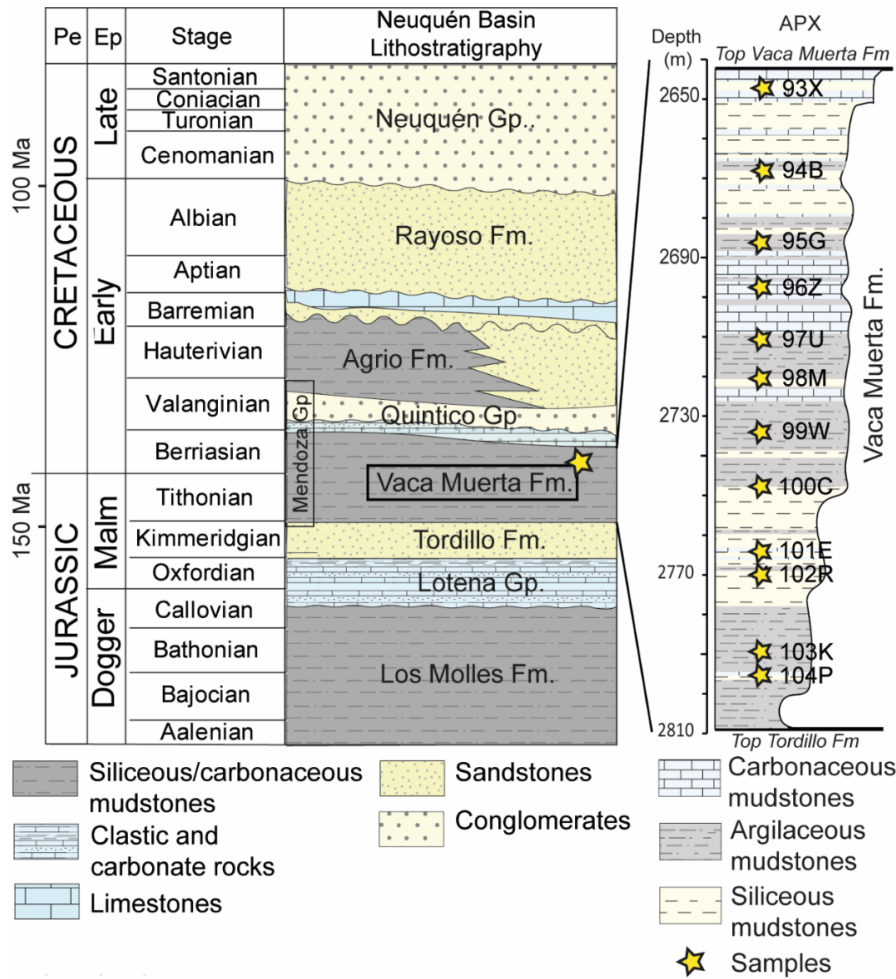 Pe
Ep
Stage
Neuquén Basin
Lithostratigraphy
100 Ma
150 Ma
CRETACEOUS
JURASSIC
Late
Early
Malm
Dogger
Santonian
Coniacian
Turonian
Cenomanian
Albian
Aptian
Barremian
Hauterivian
Valanginian
Berriasian
Tithonian
Kimmeridgian
Oxfordian
Callovian
Bathonian
Bajocian
Aalenian
Neuquén Gp..
Rayoso Fm.
Agrio Fm.
Quintico Gp
Mendoza Gp
Vaca Muerta Fm.
Tordillo Fm.
Lotena Gp.
Los Molles Fm.
APX
Depth
(m)
Top Vaca Muerta Fm
2650
2690
2730
2770
2810
93X
94B
95G
96Z
97U
98M
99W
100C
101E
102R
103K
104P
Vaca Muerta Fm.
Top Tordillo Fm
Siliceous/carbonaceous
mudstones
Clastic and
carbonate rocks
Limestones
Sandstones
Conglomerates
Carbonaceous
mudstones
Argilaceous
mudstones
Siliceous
mudstones
Samples